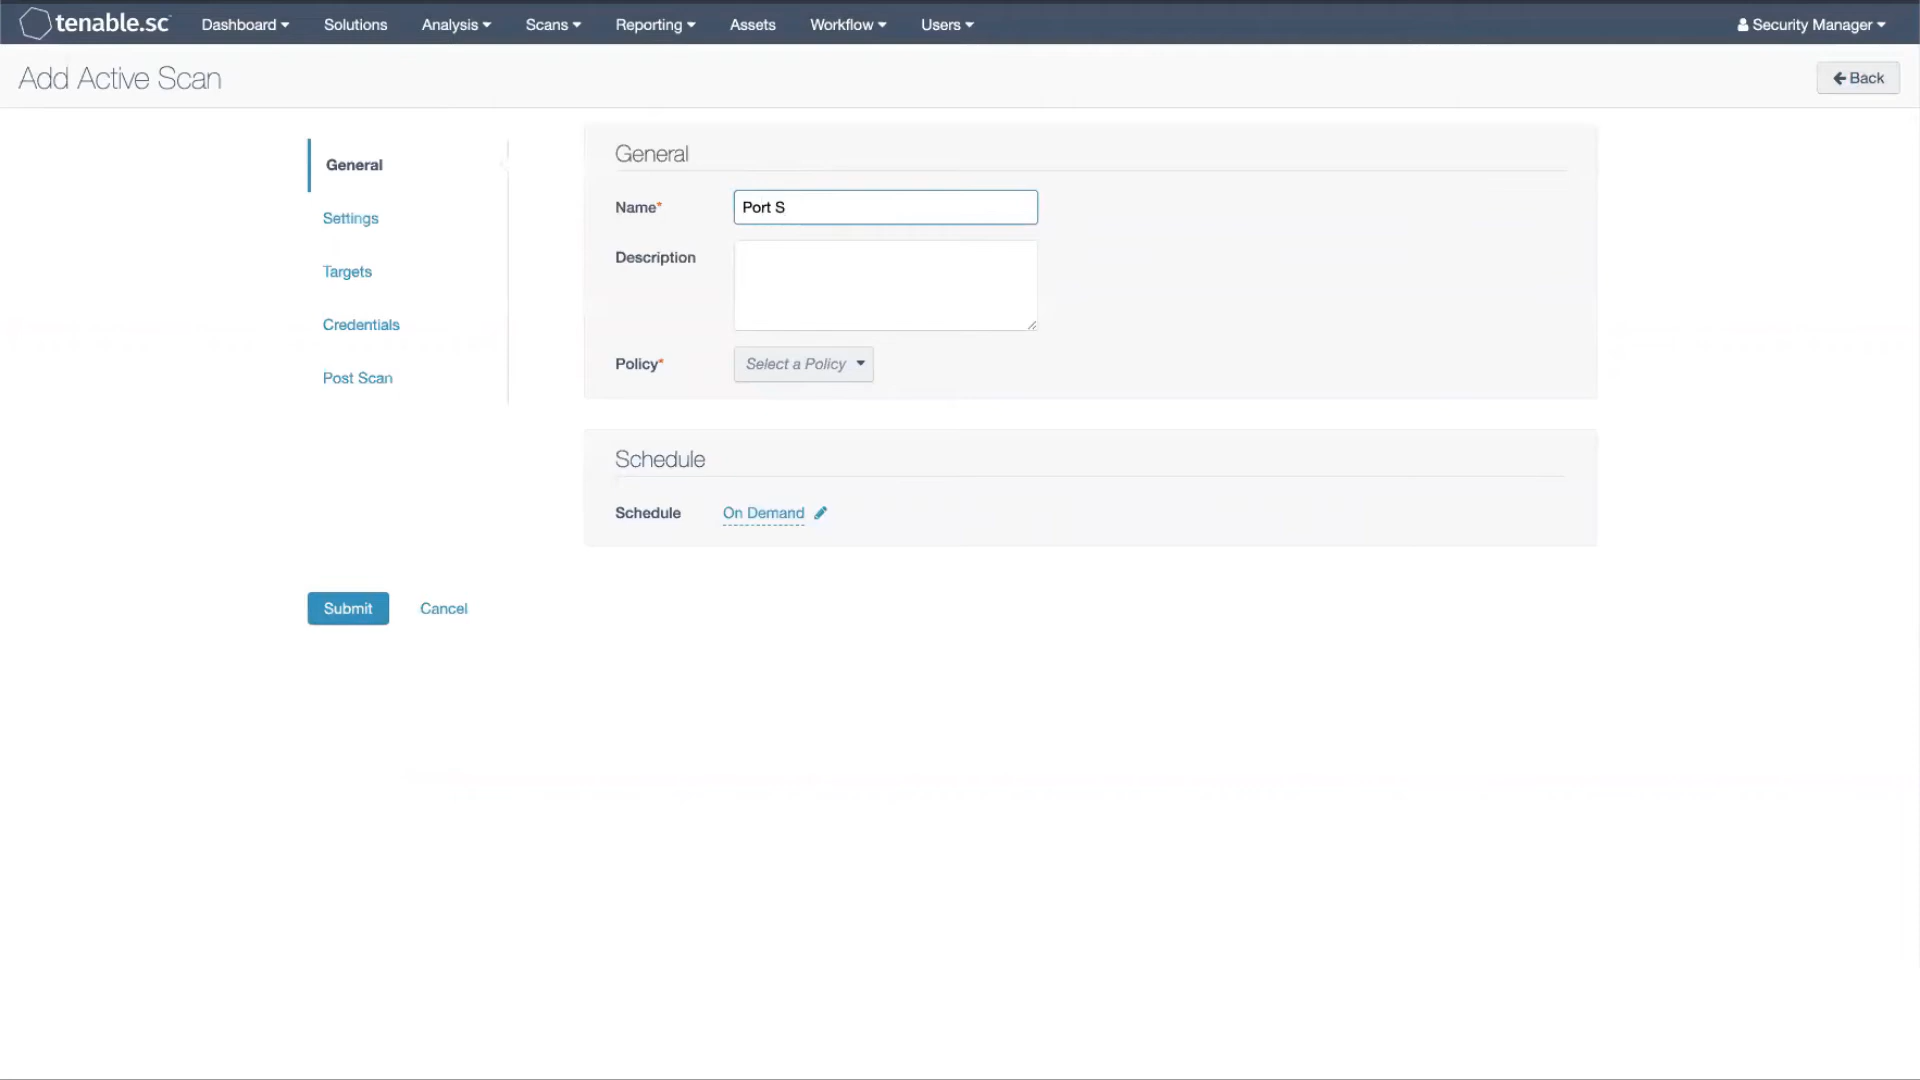 tenable.sc Dashboard Solutions Analysis Scans Reporting Assets Workflow Users Security Manager
Add Active Scan Back
General
Settings
Targets
Credentials
Post Scan
General
Name* Port S
Description
Policy* Select a Policy
Schedule
Schedule On Demand
Submit Cancel